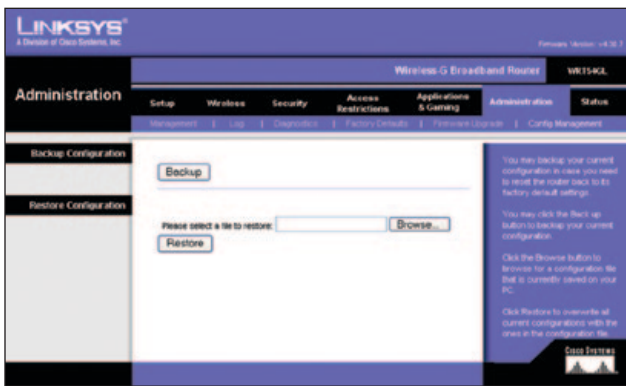 LINKSYS®
A Division of Cisco Systems, Inc.
Firmware Version: v4.30.7
Wireless-G Broadband Router
WRT54GL
Administration
Setup
Wireless
Security
Access Restrictions
Applications & Gaming
Administration
Status
Management | Log | Diagnostics | Factory Defaults | Firmware Upgrade | Config Management
Backup Configuration
Backup
Restore Configuration
Please select a file to restore:
Browse...
Restore
You may backup your current
configuration in case you need
to reset the router back to its
factory default settings.
You may click the Back up
button to backup your current
configuration.
Click the Browse button to
browse for a configuration file
that is currently saved on your
PC.
Click Restore to overwrite all
current configurations with the
ones in the configuration file.
CISCO SYSTEMS